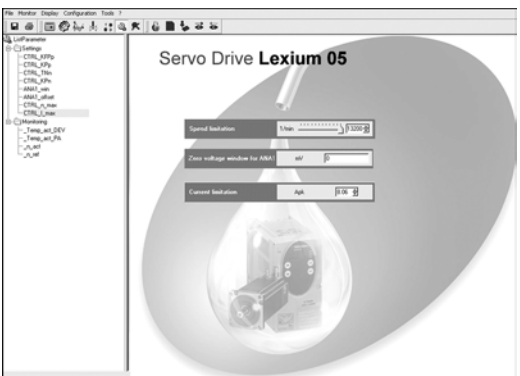 File Monitor Display Configuration Tools ?
ListParameter
Settings
CTRL_KFPp
CTRL_KPp
CTRL_TNn
CTRL_KPn
ANA1_win
ANA1_offset
CTRL_n_max
CTRL_I_max
Monitoring
_Temp_act_DEV
_Temp_act_PA
_n_act
_n_ref
Servo Drive Lexium 05
Speed limitation 1/min 13200
Zero voltage window for ANA1 mV 0
Current limitation Apk 8.06